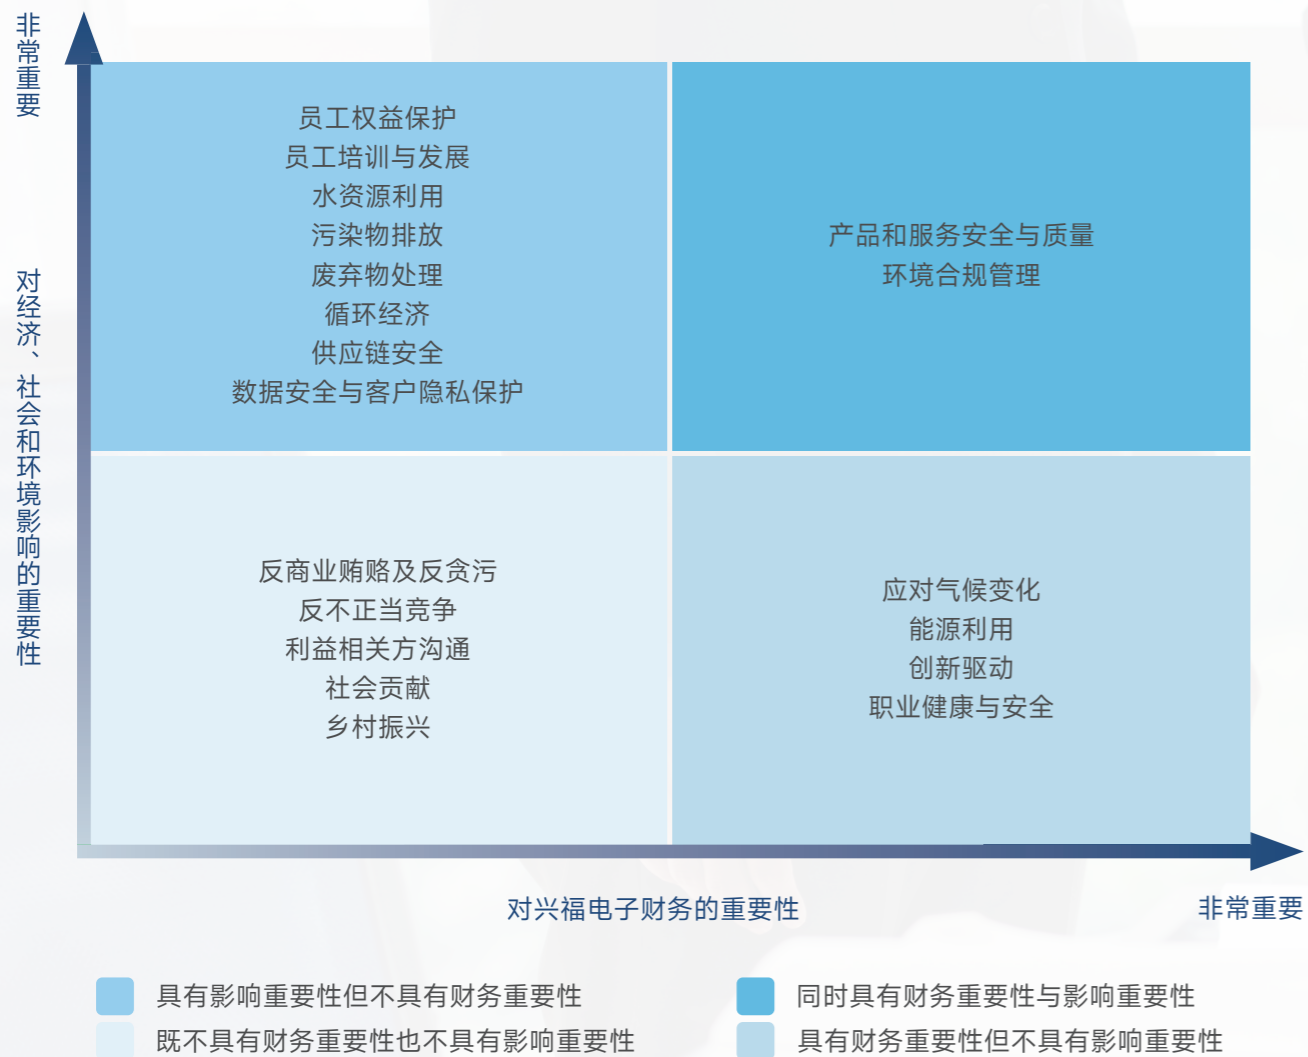 非常重要
对经济、社会和环境影响的重要性
员工权益保护
员工培训与发展
水资源利用
污染物排放
废弃物处理
循环经济
供应链安全
数据安全与客户隐私保护
产品和服务安全与质量
环境合规管理
反商业贿赂及反贪污
反不正当竞争
利益相关方沟通
社会贡献
乡村振兴
应对气候变化
能源利用
创新驱动
职业健康与安全
对兴福电子财务的重要性
非常重要
具有影响重要性但不具有财务重要性
同时具有财务重要性与影响重要性
既不具有财务重要性也不具有影响重要性
具有财务重要性但不具有影响重要性